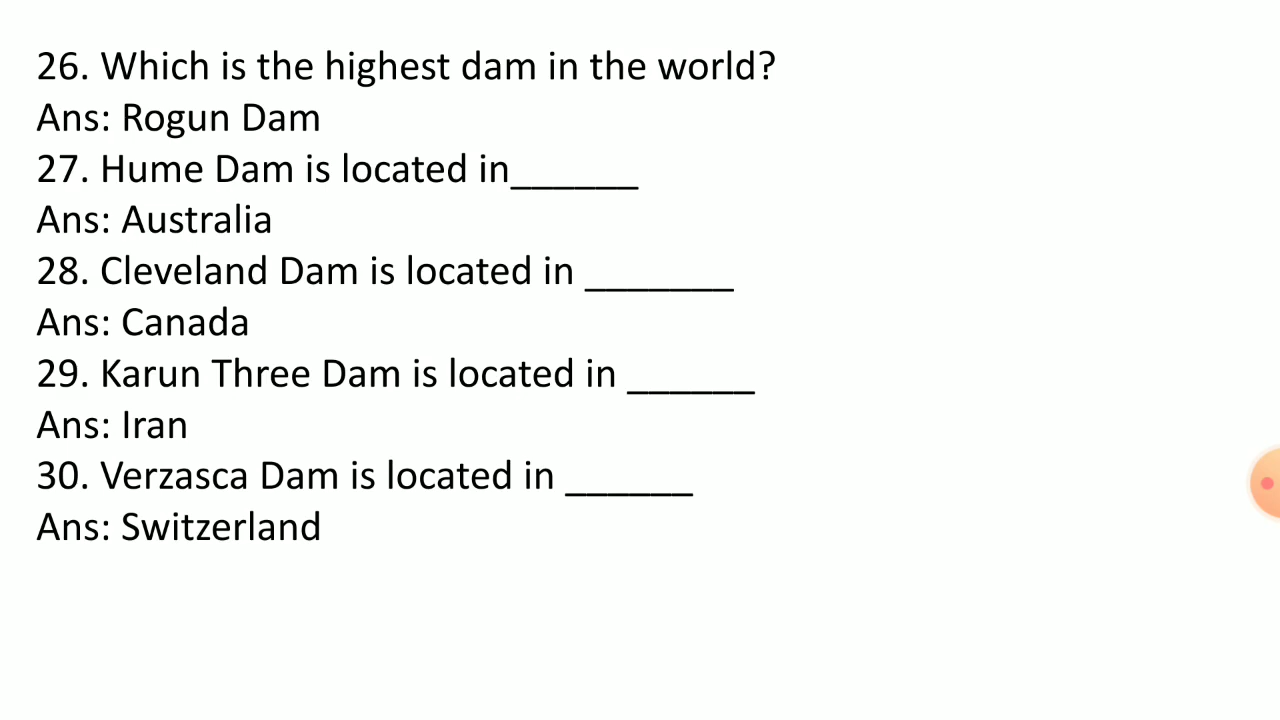 26. Which is the highest dam in the world?
Ans: Rogun Dam
27. Hume Dam is located in______
Ans: Australia
28. Cleveland Dam is located in _______
Ans: Canada
29. Karun Three Dam is located in ______
Ans: Iran
30. Verzasca Dam is located in ______
Ans: Switzerland